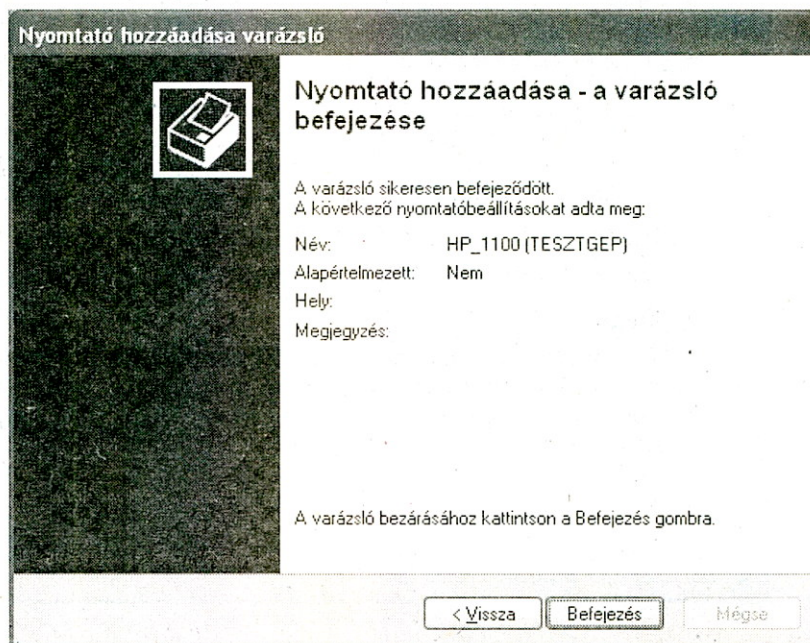 Nyomtató hozzáadása varázsló
Nyomtató hozzáadása - a varázsló
befejezése
A varázsló sikeresen befejeződött.
A következő nyomtatóbeállításokat adta meg:
Név: HP_1100 (TESZTGEP)
Alapértelmezett: Nem
Hely:
Megjegyzés:
A varázsló bezárásához kattintson a Befejezés gombra.
< Vissza Befejezés Mégse